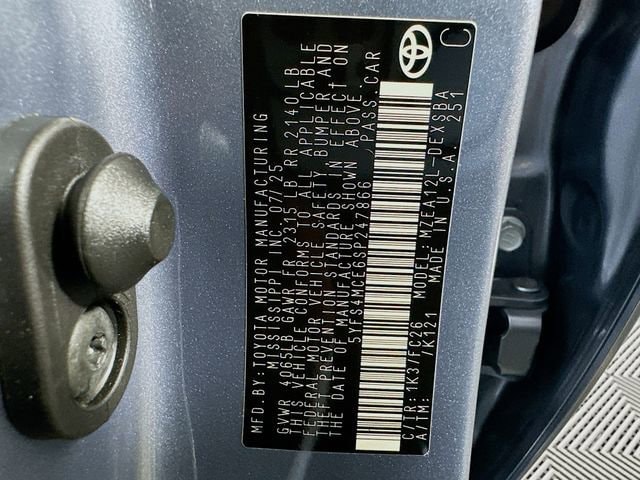 MFD.BY:TOYOTA MOTOR MANUFACTURING
MISSISSIPPI INC. 07/25
GVWR 4065LB GAWR FR 2315 LB RR 2140LB
THIS VEHICLE CONFORMS TO ALL APPLICABLE
FEDERAL MOTOR VEHICLE SAFETY BUMPER AND
THEFT PREVENTION STANDARDS IN EFFECT ON
THE DATE OF MANUFACTURE SHOWN ABOVE.
5YFS4MCE6SP247866 /PASS.CAR
C/TR: 1K3/FC26 MODEL: MZEA12L-DEXSBA
A/TM: /K121 MADE IN U.S.A. 251
C